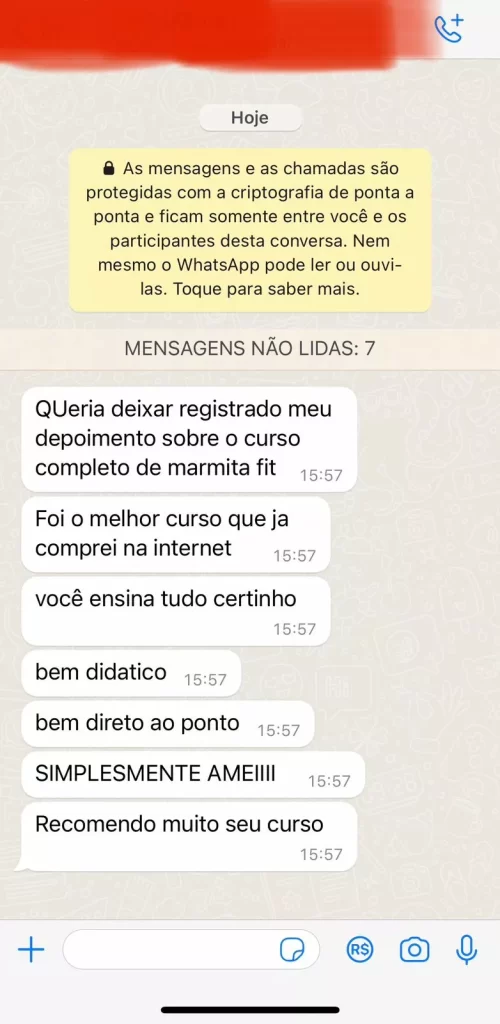 Hoje
As mensagens e as chamadas são
protegidas com a criptografia de ponta a
ponta e ficam somente entre você e os
participantes desta conversa. Nem
mesmo o WhatsApp pode ler ou ouvi-
las. Toque para saber mais.
MENSAGENS NÃO LIDAS: 7
QUeria deixar registrado meu
depoimento sobre o curso
completo de marmita fit 15:57
Foi o melhor curso que ja
comprei na internet 15:57
você ensina tudo certinho
15:57
bem didatico 15:57
bem direto ao ponto 15:57
SIMPLESMENTE AMEIIII 15:57
Recomendo muito seu curso
15:57
R$